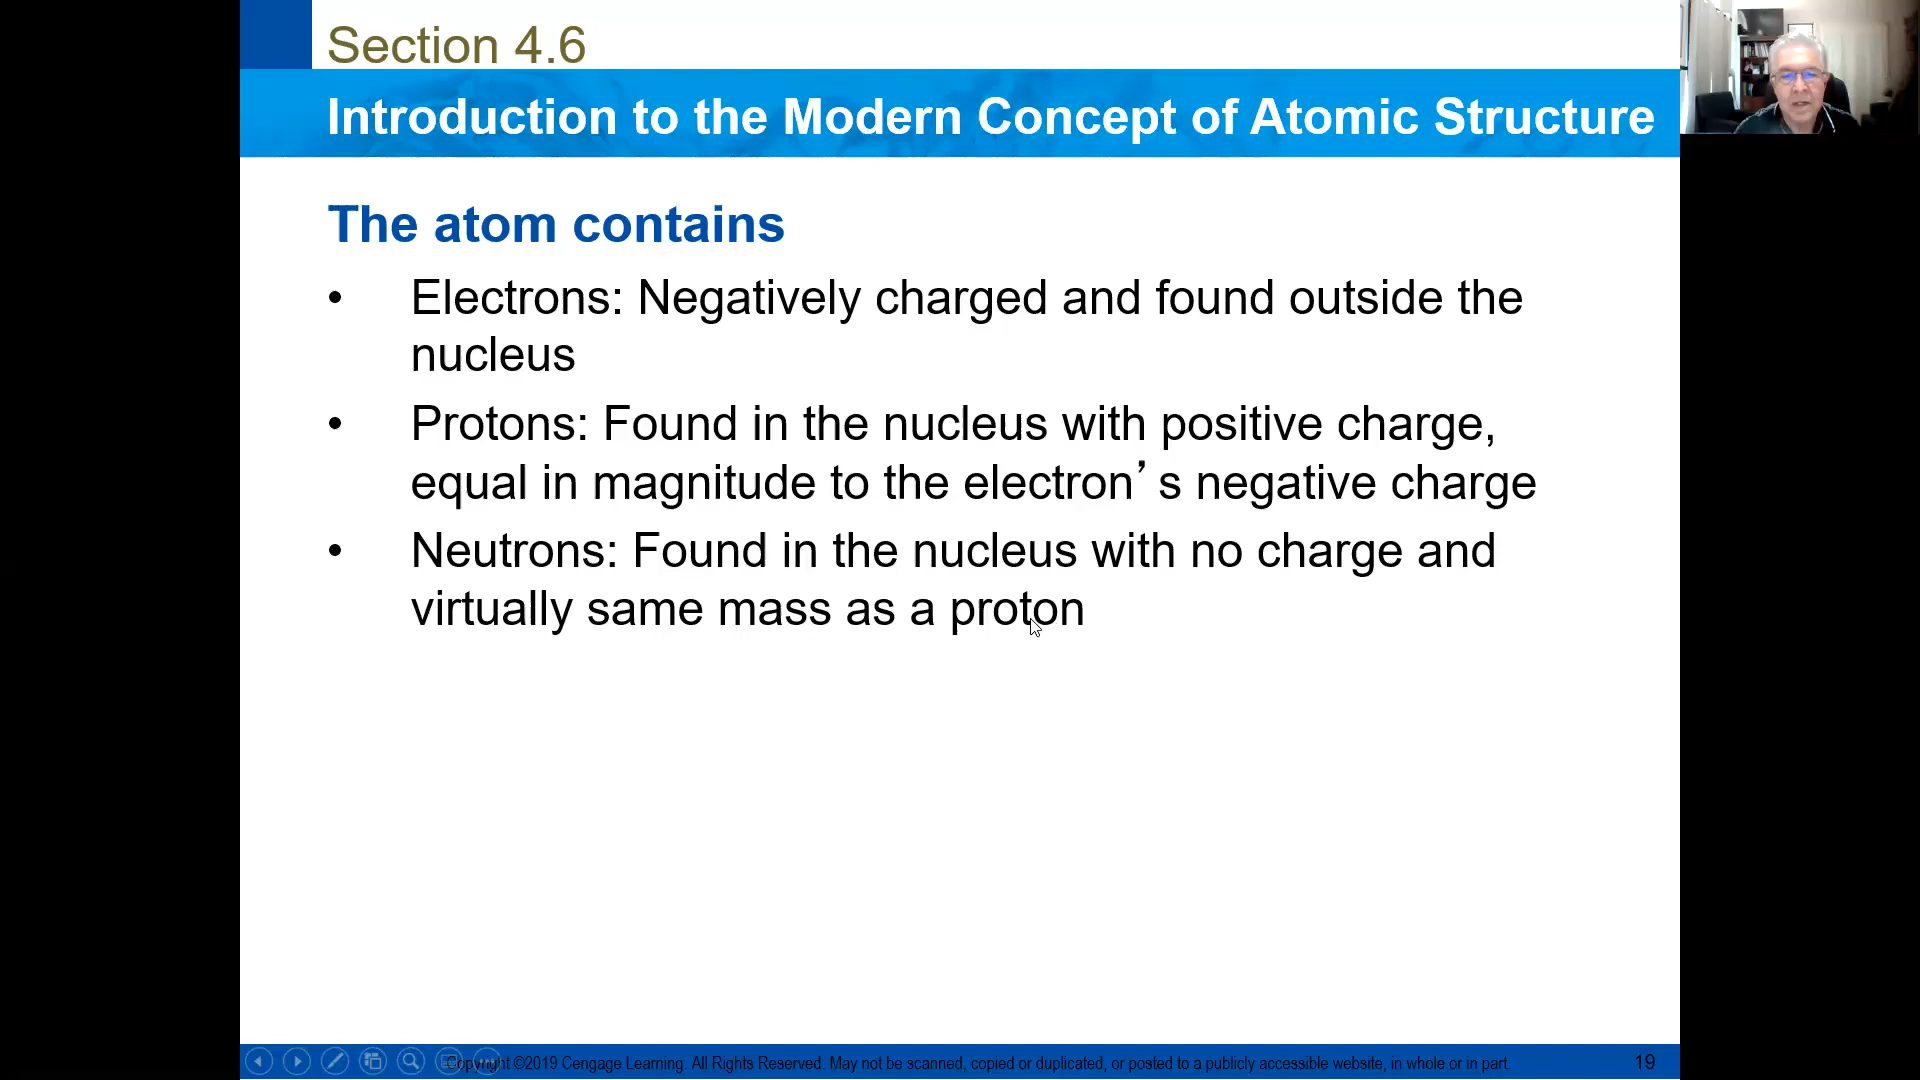 Section 4.6
Introduction to the Modern Concept of Atomic Structure
The atom contains
• Electrons: Negatively charged and found outside the
nucleus
• Protons: Found in the nucleus with positive charge,
equal in magnitude to the electron’s negative charge
• Neutrons: Found in the nucleus with no charge and
virtually same mass as a proton
Copyright ©2019 Cengage Learning. All Rights Reserved. May not be scanned, copied or duplicated, or posted to a publicly accessible website, in whole or in part.
19